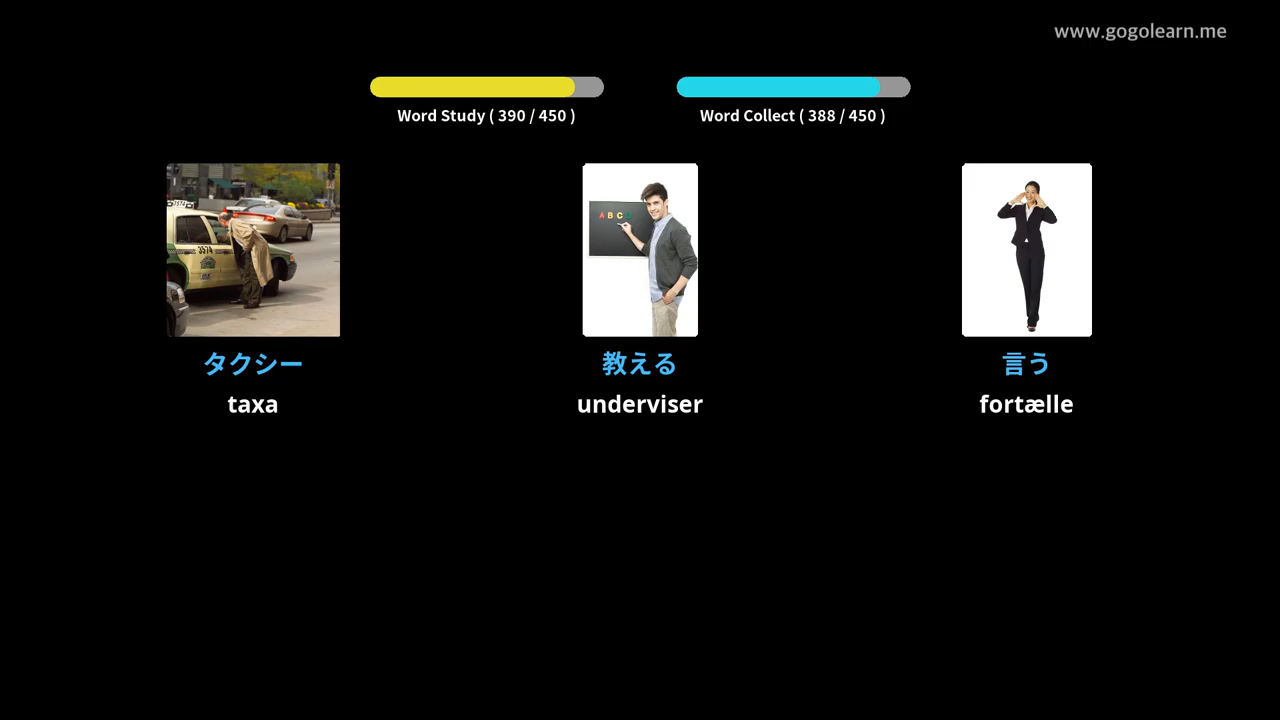 www.gogolearn.me
Word Study ( 390 / 450 )
Word Collect ( 388 / 450 )
3574
A B C D
タクシー
教える
言う
taxa
underviser
fortælle